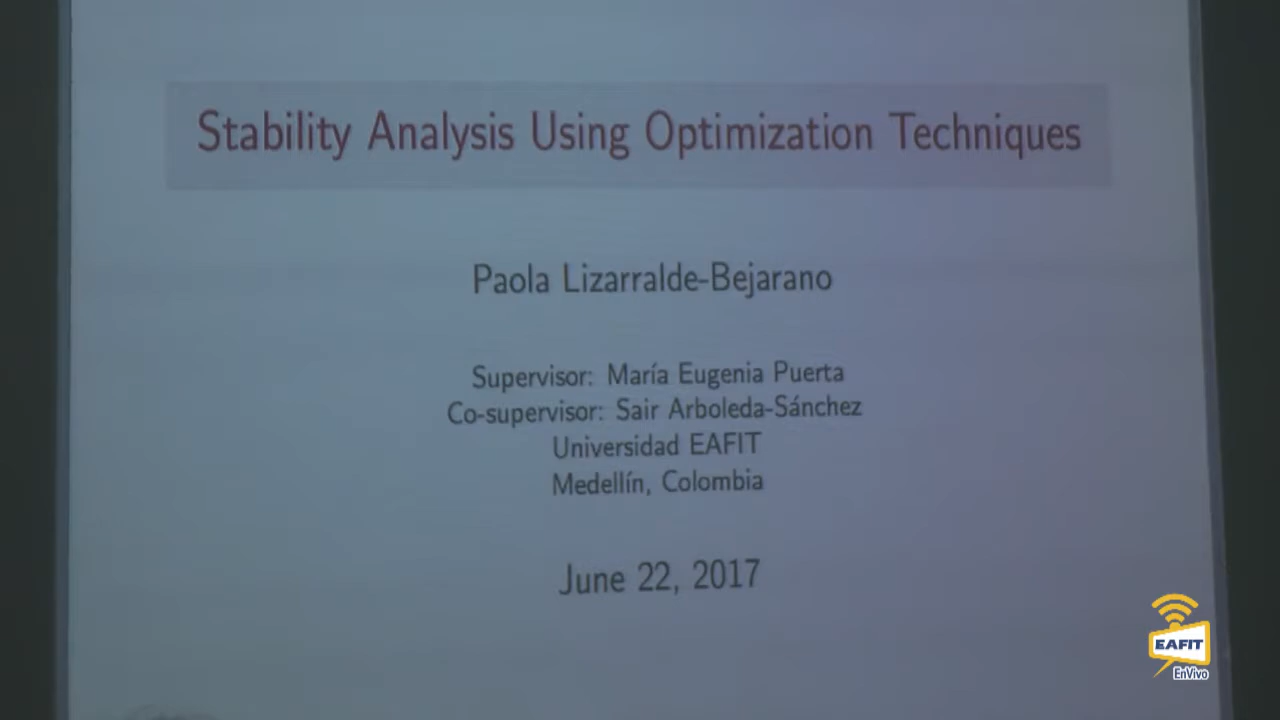 Stability Analysis Using Optimization Techniques
Paola Lizarralde-Bejarano
Supervisor: María Eugenia Puerta
Co-supervisor: Sair Arboleda-Sánchez
Universidad EAFIT
Medellín, Colombia
June 22, 2017
EAFIT
EnVivo